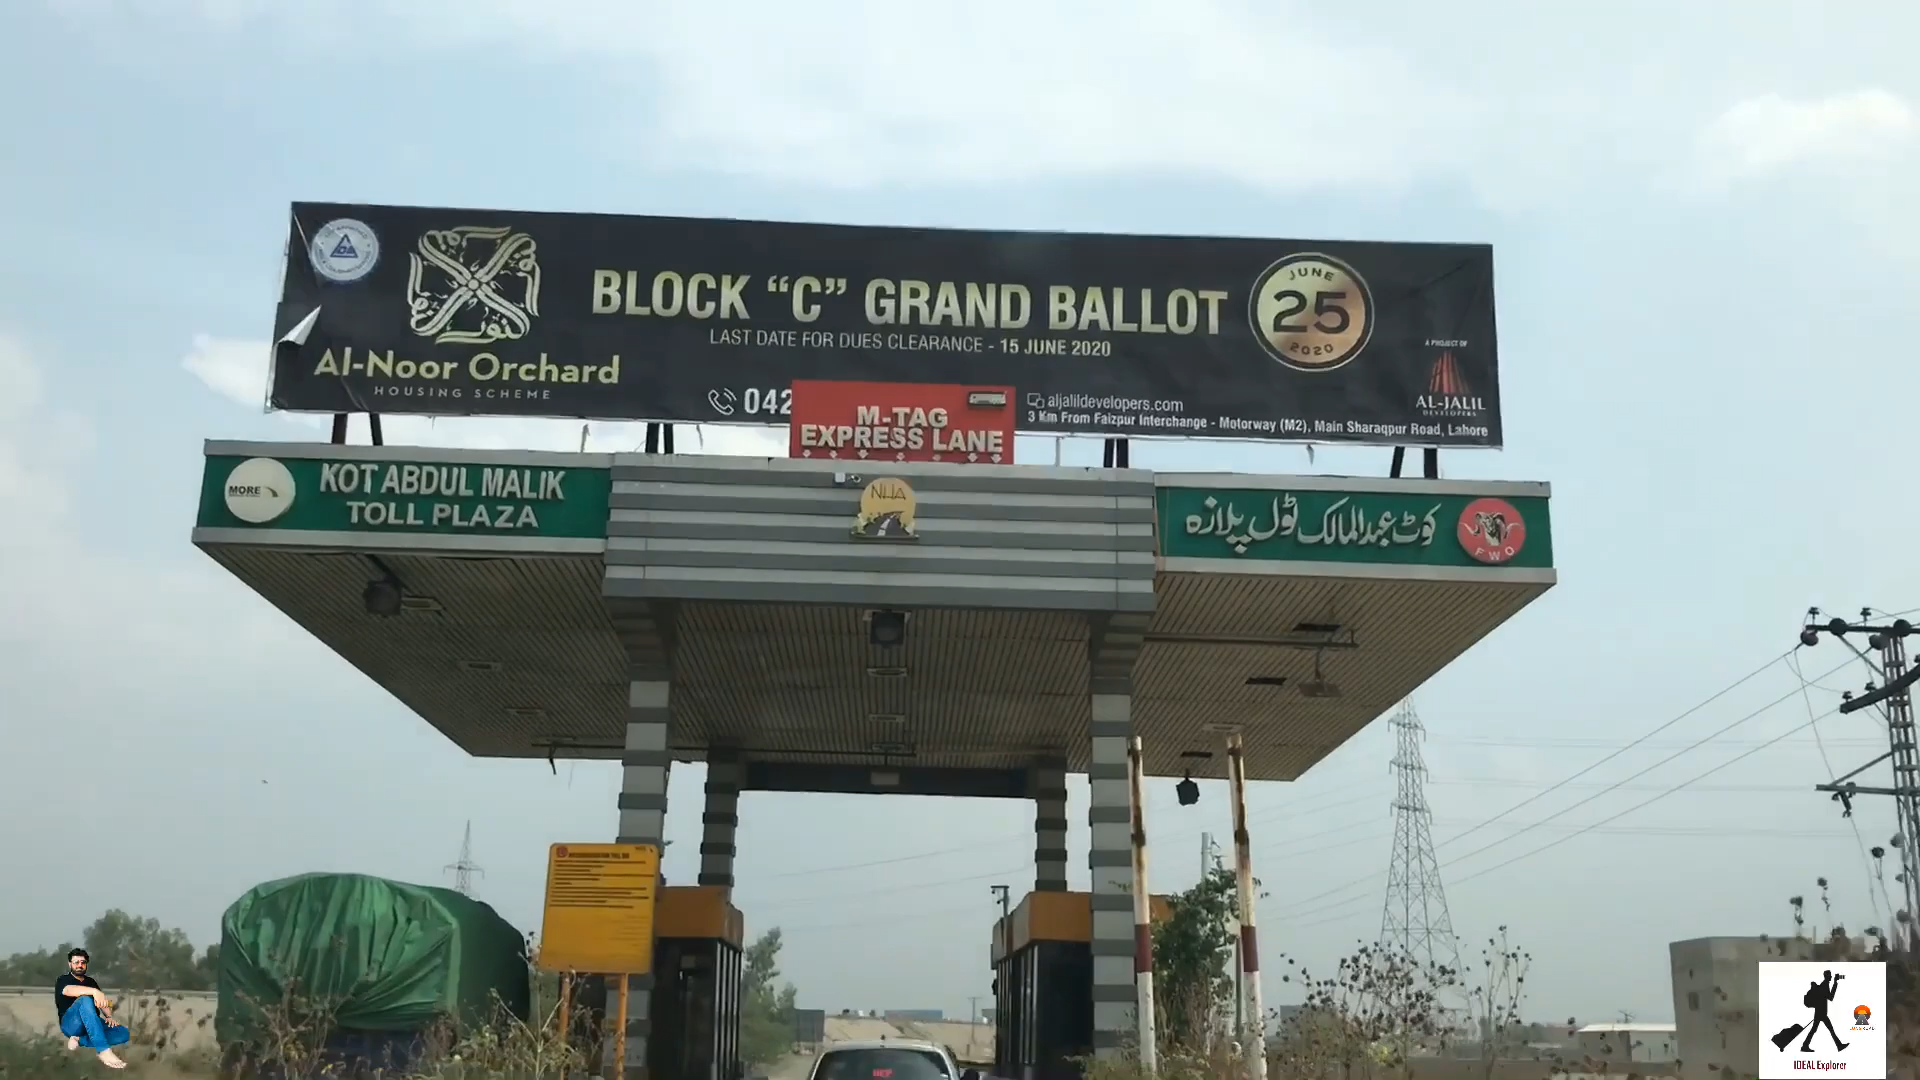 BLOCK “C” GRAND BALLOT
LAST DATE FOR DUES CLEARANCE - 15 JUNE 2020
JUNE
25
2020
Al-Noor Orchard
HOUSING SCHEME
042
aljalildevelopers.com
3 Km From Faizpur Interchange - Motorway (M2), Main Sharaqpur Road, Lahore
A PROJECT OF
AL-JALIL
DEVELOPERS
M-TAG
EXPRESS LANE
MORE
KOT ABDUL MALIK
TOLL PLAZA
NHA
کوٹ عبدالمالک ٹول پلازہ
FWO
IDEAL Explorer